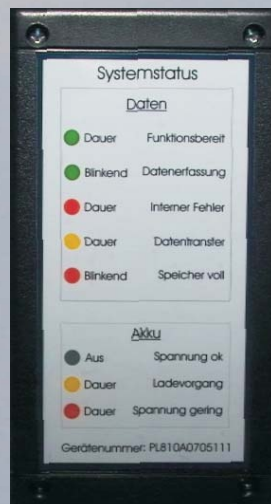 Systemstatus
Daten
Dauer Funktionsbereit
Blinkend Datenerfassung
Dauer Interner Fehler
Dauer Datentransfer
Blinkend Speicher voll
Akku
Aus Spannung ok
Dauer Ladevorgang
Dauer Spannung gering
Gerätenummer: PL810A0705111